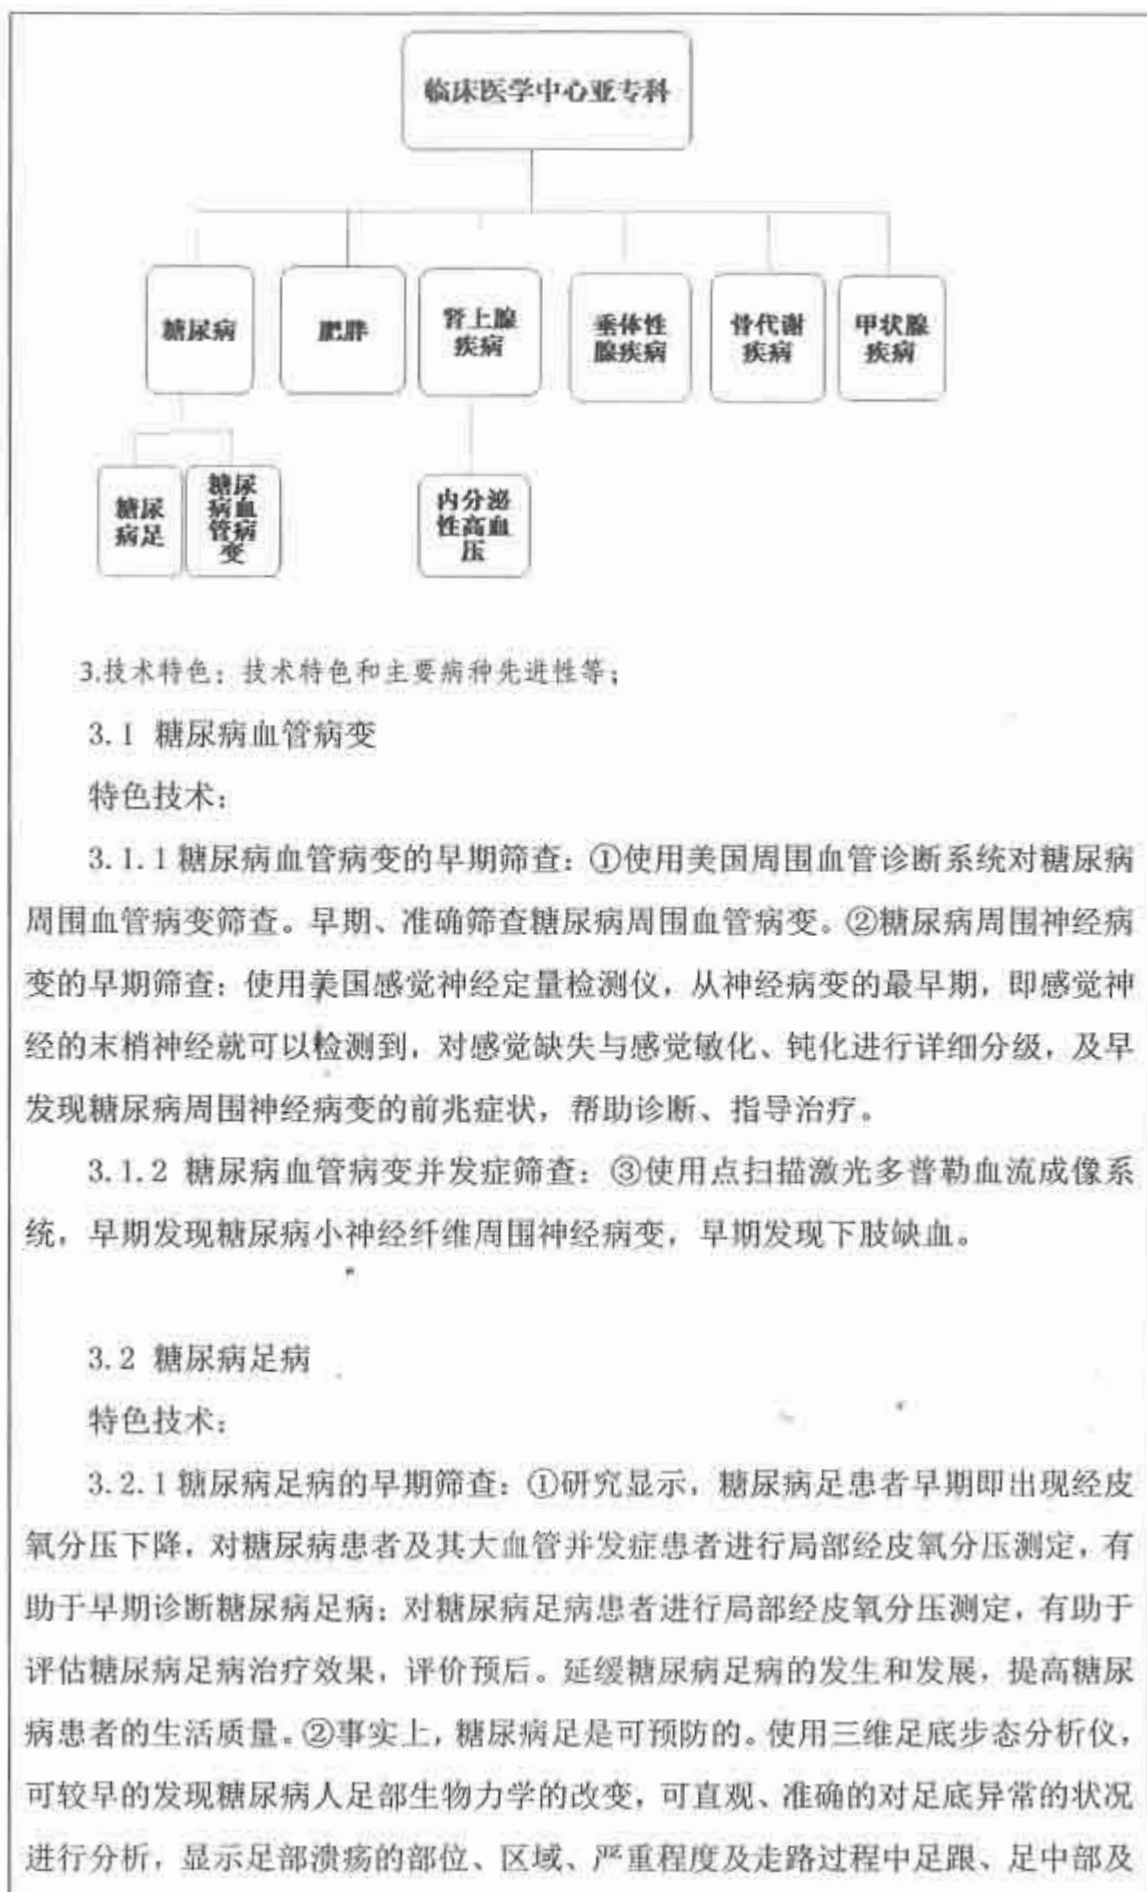 临床医学中心亚专科
糖尿病
肥胖
肾上腺
疾病
垂体性
腺疾病
骨代谢
疾病
甲状腺
疾病
糖尿
病足
糖尿
病血
管病
变
内分泌
性高血
压
3.技术特色：技术特色和主要病种先进性等；
3.1 糖尿病血管病变
特色技术：
3.1.1 糖尿病血管病变的早期筛查：①使用美国周围血管诊断系统对糖尿病
周围血管病变筛查。早期、准确筛查糖尿病周围血管病变。②糖尿病周围神经病
变的早期筛查：使用美国感觉神经定量检测仪，从神经病变的最早期，即感觉神
经的末梢神经就可以检测到，对感觉缺失与感觉敏化、钝化进行详细分级，及早
发现糖尿病周围神经病变的前兆症状，帮助诊断、指导治疗。
3.1.2 糖尿病血管病变并发症筛查：③使用点扫描激光多普勒血流成像系
统，早期发现糖尿病小神经纤维周围神经病变，早期发现下肢缺血。
3.2 糖尿病足病
特色技术：
3.2.1 糖尿病足病的早期筛查：①研究显示，糖尿病足患者早期即出现经皮
氧分压下降，对糖尿病患者及其大血管并发症患者进行局部经皮氧分压测定，有
助于早期诊断糖尿病足病；对糖尿病足病患者进行局部经皮氧分压测定，有助于
评估糖尿病足病治疗效果，评价预后。延缓糖尿病足病的发生和发展，提高糖尿
病患者的生活质量。②事实上，糖尿病足是可预防的。使用三维足底步态分析仪，
可较早的发现糖尿病人足部生物力学的改变，可直观、准确的对足底异常的状况
进行分析，显示足部溃疡的部位、区域、严重程度及走路过程中足跟、足中部及